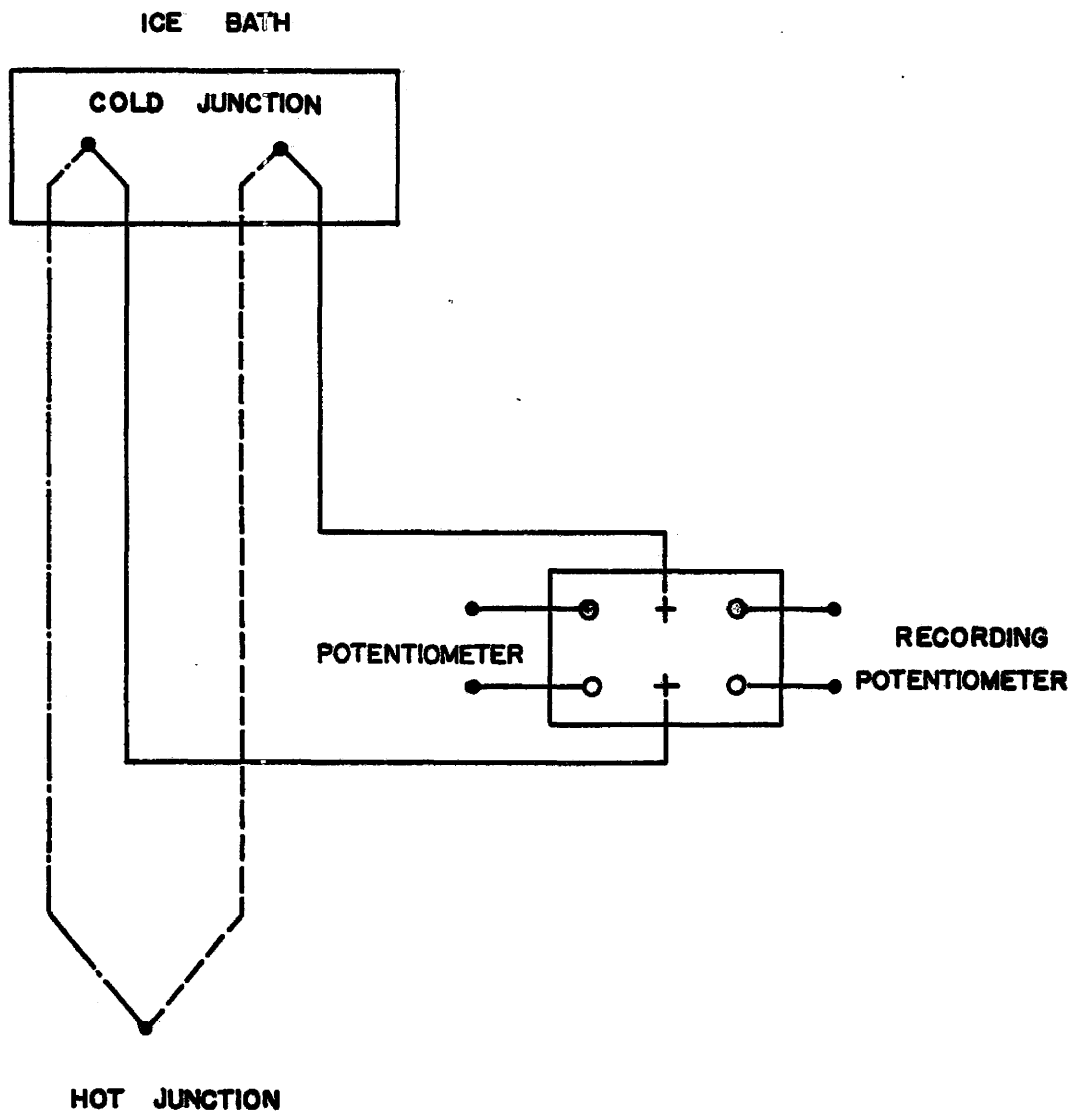 ICE BATH
COLD JUNCTION
POTENTIOMETER
RECORDING
POTENTIOMETER
HOT JUNCTION